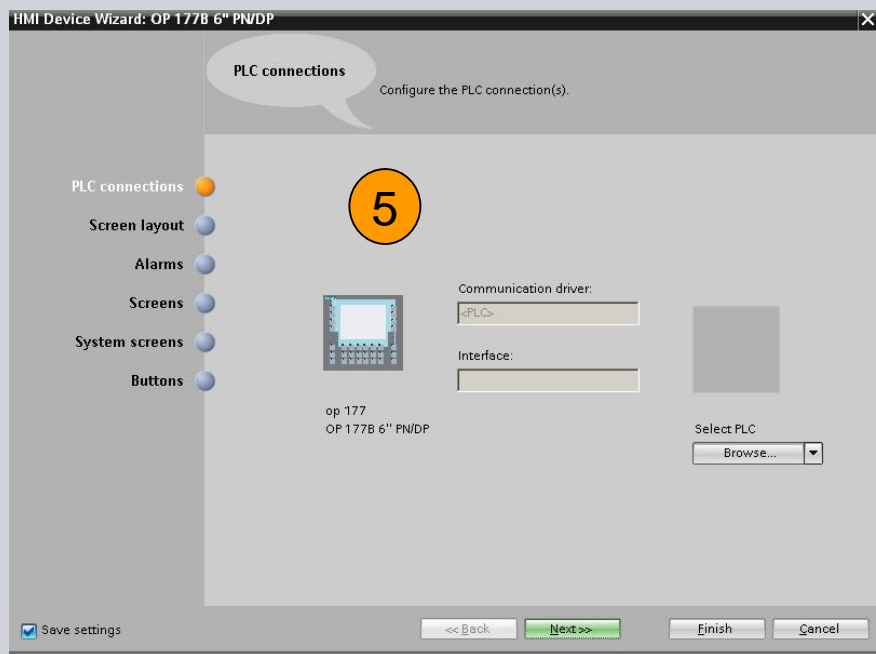 HMI Device Wizard: OP 177B 6" PN/DP
PLC connections
Configure the PLC connection(s).
PLC connections
Screen layout
Alarms
Screens
System screens
Buttons
5
Communication driver:
<PLC>
Interface:
op 177
OP 177B 6'' PN/DP
Select PLC
Browse...
Save settings
<< Back
Next >>
Finish
Cancel